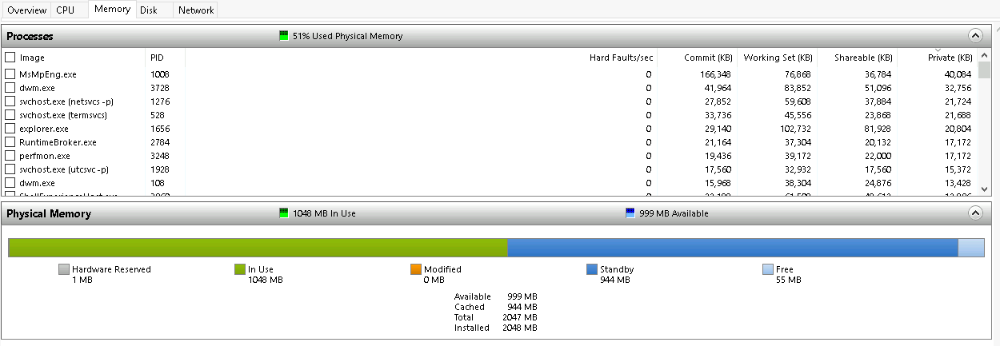 Overview CPU Memory Disk Network
Processes 51% Used Physical Memory
Image PID Hard Faults/sec Commit (KB) Working Set (KB) Shareable (KB) Private (KB)
MsMpEng.exe 1008 0 166,348 76,868 36,784 40,084
dwm.exe 3728 0 41,964 83,852 51,096 32,756
svchost.exe (netsvcs -p) 1276 0 27,852 59,608 37,884 21,724
svchost.exe (termsvcs) 528 0 33,736 45,556 23,868 21,688
explorer.exe 1656 0 29,140 102,732 81,928 20,804
RuntimeBroker.exe 2784 0 21,164 37,304 20,132 17,172
perfmon.exe 3248 0 19,436 39,172 22,000 17,172
svchost.exe (utcsvc -p) 1928 0 17,560 32,932 17,560 15,372
dwm.exe 108 0 15,968 38,304 24,876 13,428
Physical Memory 1048 MB In Use 999 MB Available
Hardware Reserved In Use Modified Standby Free
1 MB 1048 MB 0 MB 944 MB 55 MB
Available 999 MB
Cached 944 MB
Total 2047 MB
Installed 2048 MB